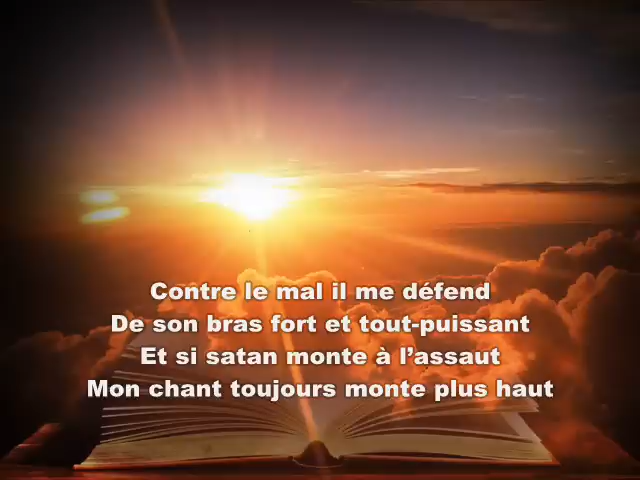 Contre le mal il me défend
De son bras fort et tout-puissant
Et si satan monte à l’assaut
Mon chant toujours monte plus haut